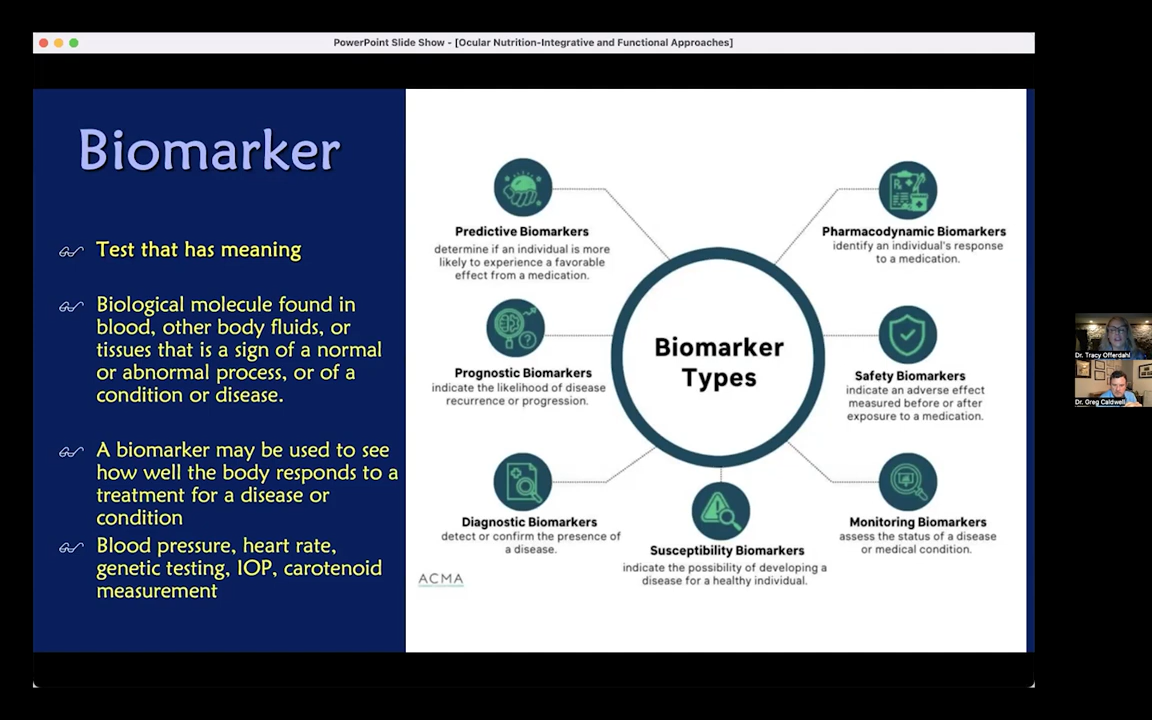 PowerPoint Slide Show - [Ocular Nutrition-Integrative and Functional Approaches]
Biomarker
Test that has meaning
Biological molecule found in
blood, other body fluids, or
tissues that is a sign of a normal
or abnormal process, or of a
condition or disease.
A biomarker may be used to see
how well the body responds to a
treatment for a disease or
condition
Blood pressure, heart rate,
genetic testing, IOP, carotenoid
measurement
Predictive Biomarkers
determine if an individual is more
likely to experience a favorable
effect from a medication.
Prognostic Biomarkers
indicate the likelihood of disease
recurrence or progression.
Diagnostic Biomarkers
detect or confirm the presence of
a disease.
Biomarker
Types
Susceptibility Biomarkers
indicate the possibility of developing a
disease for a healthy individual.
Rx
Pharmacodynamic Biomarkers
identify an individual's response
to a medication.
Safety Biomarkers
indicate an adverse effect
measured before or after
exposure to a medication.
Monitoring Biomarkers
assess the status of a disease
or medical condition.
ACMA
Dr. Tracy Offerdahl
Dr. Greg Caldwell